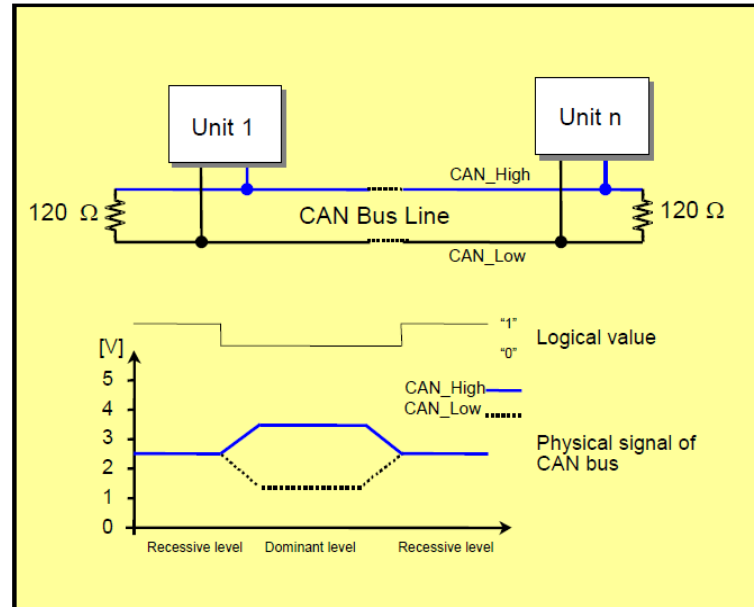 Unit 1
Unit n
CAN_High
120 Ω
CAN Bus Line
120 Ω
CAN_Low
"1"
Logical value
"0"
[V]
5
CAN_High
CAN_Low
4
3
Physical signal of
CAN bus
2
1
0
Recessive level
Dominant level
Recessive level